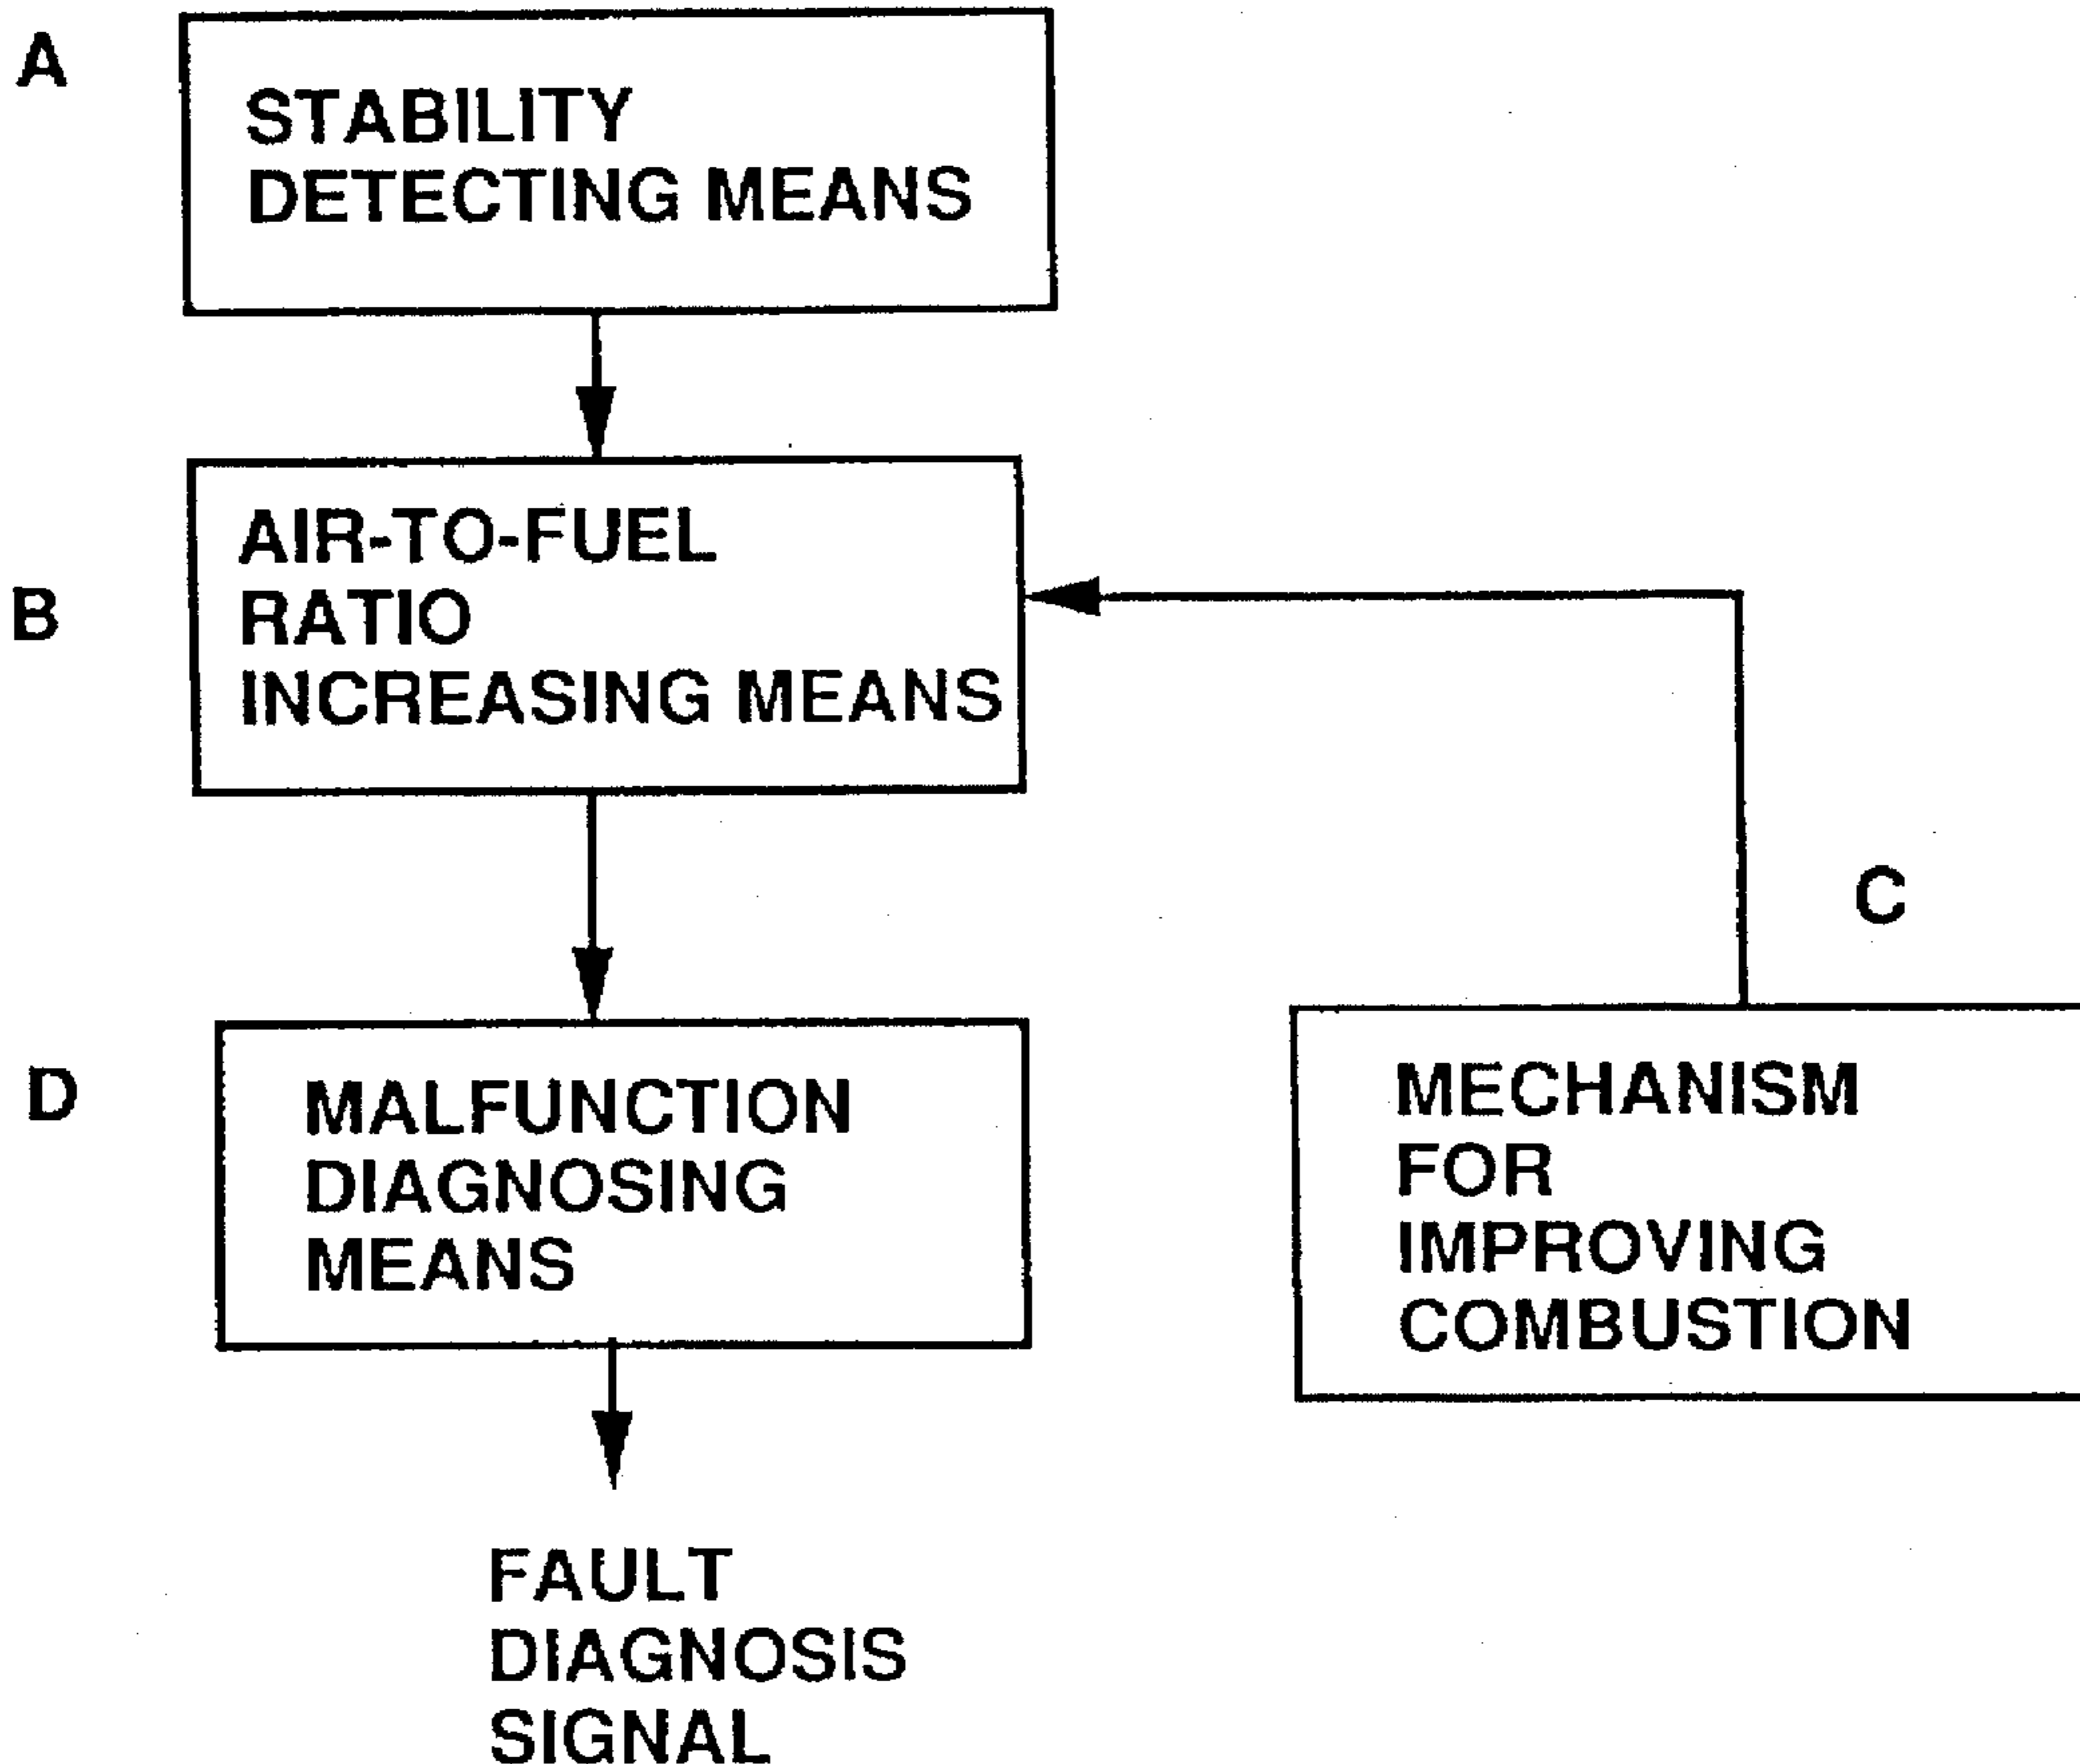 A
STABILITY
DETECTING MEANS
B
AIR-TO-FUEL
RATIO
INCREASING MEANS
C
D
MALFUNCTION
DIAGNOSING
MEANS
MECHANISM
FOR
IMPROVING
COMBUSTION
FAULT
DIAGNOSIS
SIGNAL